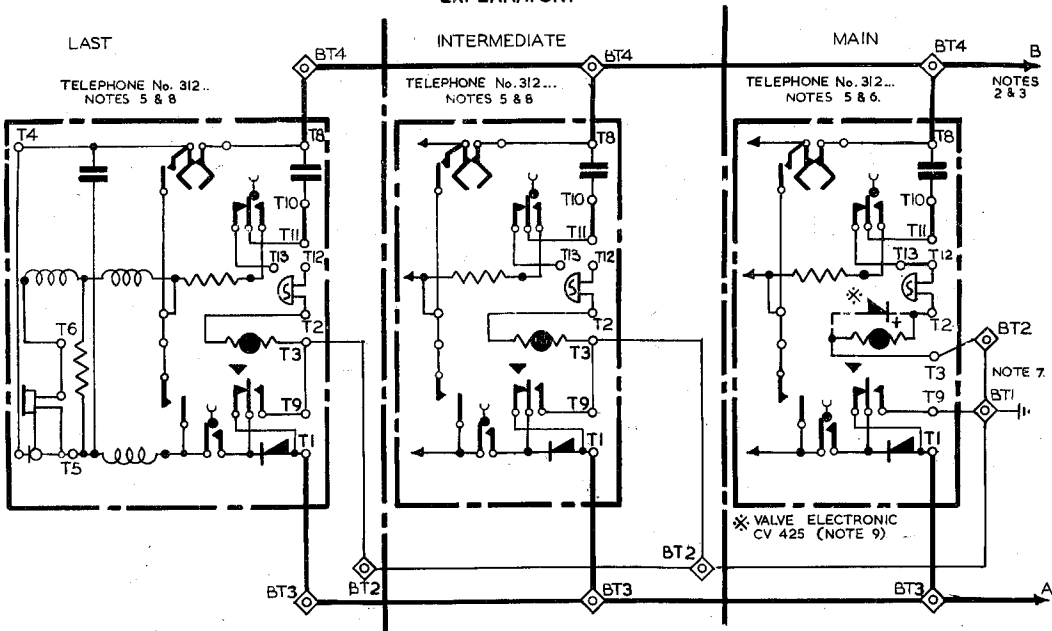 LAST
INTERMEDIATE
MAIN
BT4
BT4
BT4
B
TELEPHONE No. 312..
NOTES 5 & 8
TELEPHONE No. 312...
NOTES 5 & 8
TELEPHONE No. 312...
NOTES 5 & 6.
NOTES
2 & 3
T4
T8
T10
T11
T13
T12
T2
T3
T6
T9
T5
T1
T8
T10
T11
T13
T12
T2
T3
T9
T1
T8
T10
T11
T13
T12
※
+
T2
T3
T9
T1
BT2
NOTE 7.
BT1
※ VALVE ELECTRONIC
CV 425 (NOTE 9)
BT2
BT2
BT3
BT3
BT3
A